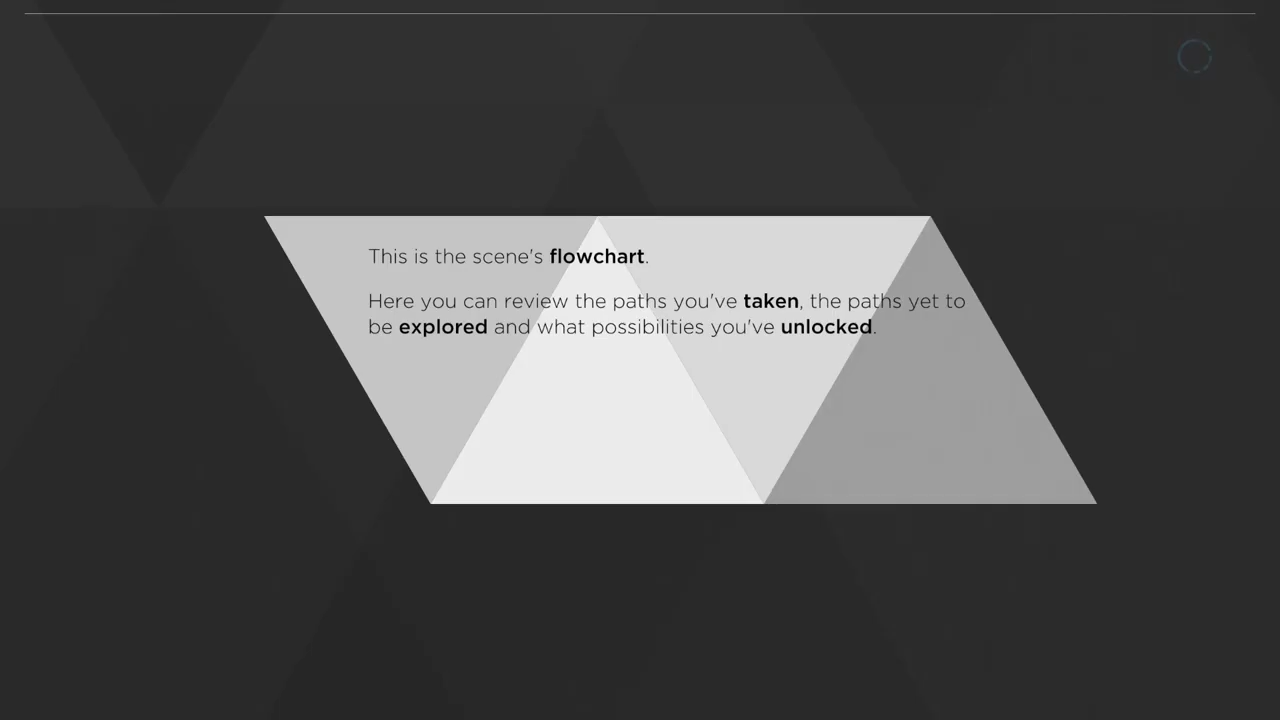 This is the scene's flowchart.
Here you can review the paths you've taken, the paths yet to
be explored and what possibilities you've unlocked.